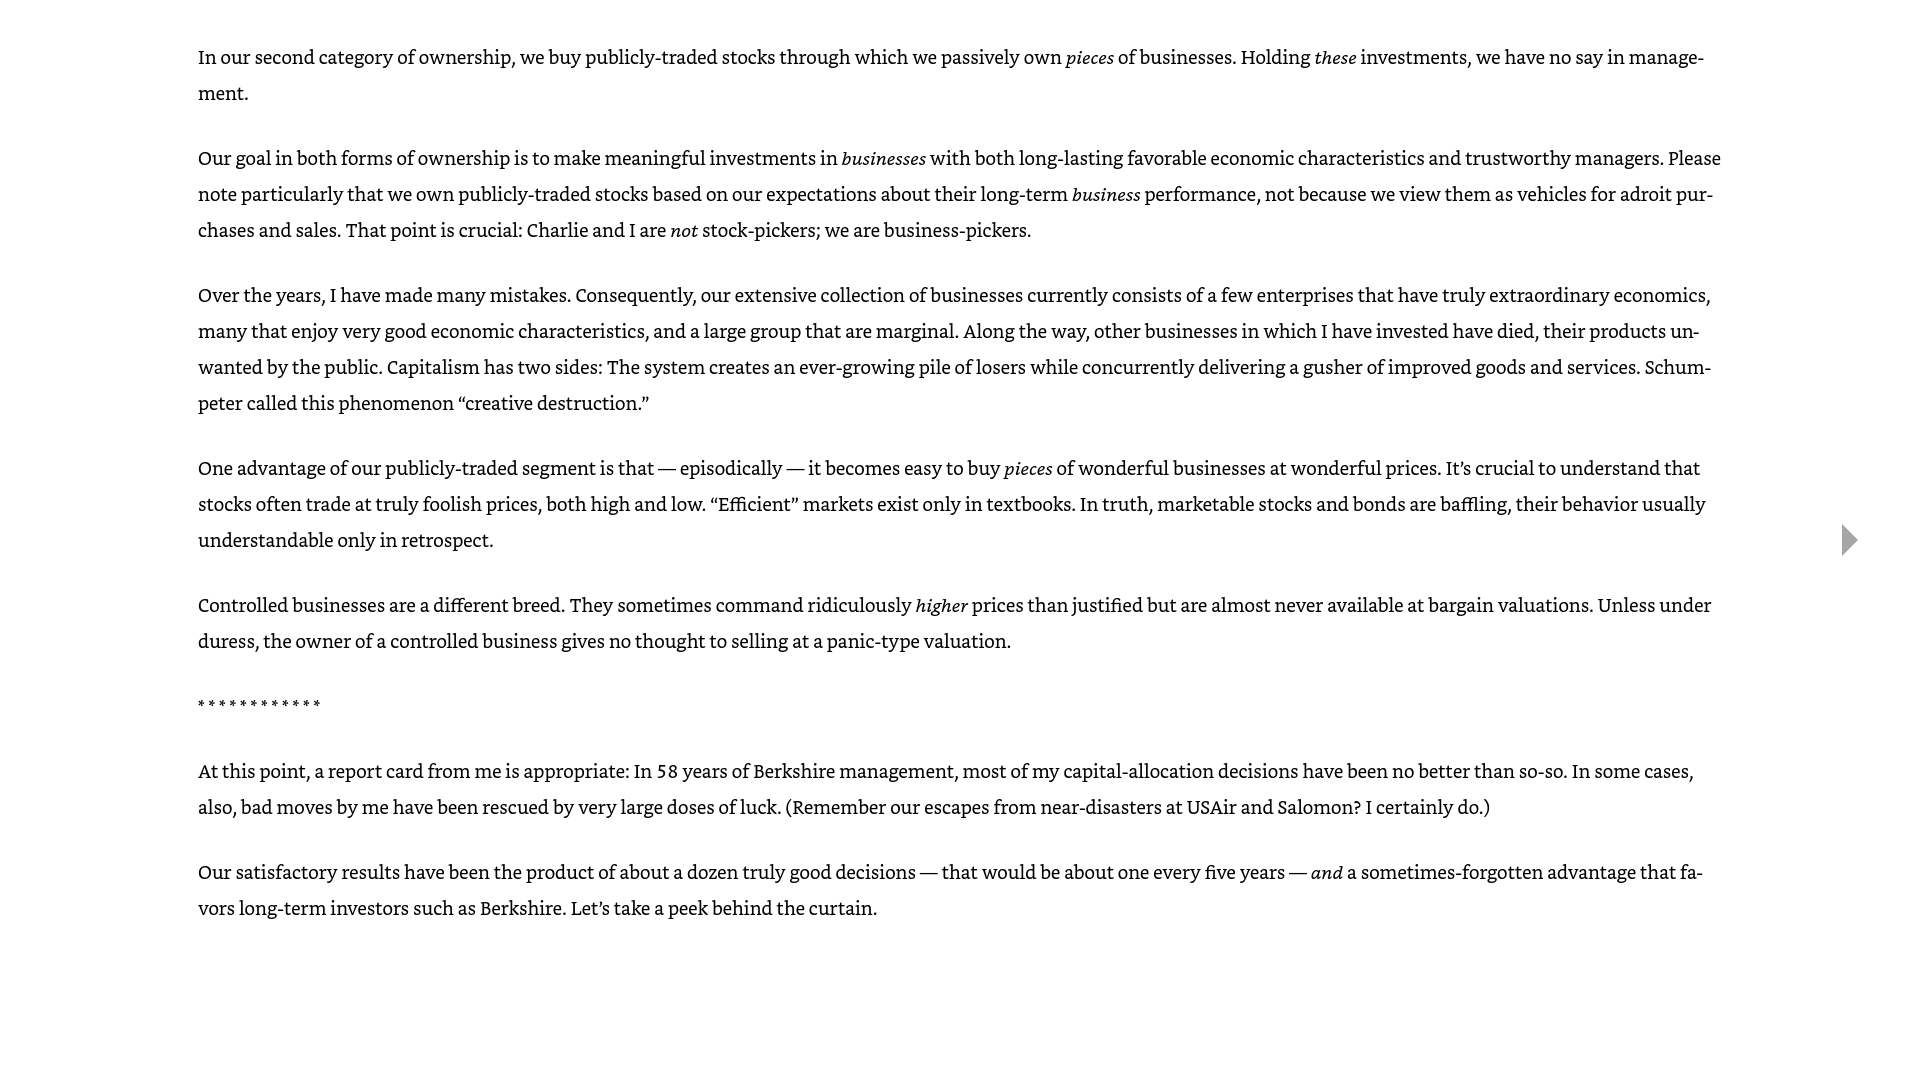 In our second category of ownership, we buy publicly-traded stocks through which we passively own pieces of businesses. Holding these investments, we have no say in manage-
ment.
Our goal in both forms of ownership is to make meaningful investments in businesses with both long-lasting favorable economic characteristics and trustworthy managers. Please
note particularly that we own publicly-traded stocks based on our expectations about their long-term business performance, not because we view them as vehicles for adroit pur-
chases and sales. That point is crucial: Charlie and I are not stock-pickers; we are business-pickers.
Over the years, I have made many mistakes. Consequently, our extensive collection of businesses currently consists of a few enterprises that have truly extraordinary economics,
many that enjoy very good economic characteristics, and a large group that are marginal. Along the way, other businesses in which I have invested have died, their products un-
wanted by the public. Capitalism has two sides: The system creates an ever-growing pile of losers while concurrently delivering a gusher of improved goods and services. Schum-
peter called this phenomenon “creative destruction.”
One advantage of our publicly-traded segment is that — episodically — it becomes easy to buy pieces of wonderful businesses at wonderful prices. It’s crucial to understand that
stocks often trade at truly foolish prices, both high and low. “Efficient” markets exist only in textbooks. In truth, marketable stocks and bonds are baffling, their behavior usually
understandable only in retrospect.
Controlled businesses are a different breed. They sometimes command ridiculously higher prices than justified but are almost never available at bargain valuations. Unless under
duress, the owner of a controlled business gives no thought to selling at a panic-type valuation.
* * * * * * * * * * * *
At this point, a report card from me is appropriate: In 58 years of Berkshire management, most of my capital-allocation decisions have been no better than so-so. In some cases,
also, bad moves by me have been rescued by very large doses of luck. (Remember our escapes from near-disasters at USAir and Salomon? I certainly do.)
Our satisfactory results have been the product of about a dozen truly good decisions — that would be about one every five years — and a sometimes-forgotten advantage that fa-
vors long-term investors such as Berkshire. Let’s take a peek behind the curtain.